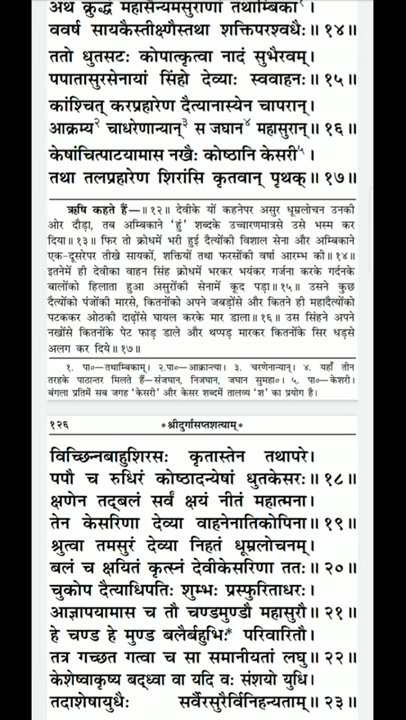 अथ क्रुद्धं महासैन्यमसुराणां तथाम्बिका१।
ववर्ष सायकैस्तीक्ष्णैस्तथा शक्तिपरश्वधैः॥ १४॥
ततो धुतसटः कोपात्कृत्वा नादं सुभैरवम्।
पपातासुरसेनायां सिंहो देव्याः स्ववाहनः॥ १५॥
कांश्चित् करप्रहारेण दैत्यानास्येन चापरान्।
आक्रम्य२ चाधरेणान्यान्३ स जघान४ महासुरान्॥ १६॥
केषांचित्पाटयामास नखैः कोष्ठानि केसरी५।
तथा तलप्रहारेण शिरांसि कृतवान् पृथक्॥ १७॥
ऋषि कहते हैं—॥ १२॥ देवीके यों कहनेपर असुर धूम्रलोचन उनकी
ओर दौड़ा, तब अम्बिकाने 'हुं' शब्दके उच्चारणमात्रसे उसे भस्म कर
दिया॥ १३॥ फिर तो क्रोधमें भरी हुई दैत्योंकी विशाल सेना और अम्बिकाने
एक-दूसरेपर तीखे सायकों, शक्तियों तथा फरसोंकी वर्षा आरम्भ की॥ १४॥
इतनेमें ही देवीका वाहन सिंह क्रोधमें भरकर भयंकर गर्जना करके गर्दनके
बालोंको हिलाता हुआ असुरोंकी सेनामें कूद पड़ा॥ १५॥ उसने कुछ
दैत्योंको पंजोंकी मारसे, कितनोंको अपने जबड़ोंसे और कितने ही महादैत्योंको
पटककर ओठकी दाढ़ोंसे घायल करके मार डाला॥ १६॥ उस सिंहने अपने
नखोंसे कितनोंके पेट फाड़ डाले और थप्पड़ मारकर कितनोंके सिर धड़से
अलग कर दिये॥ १७॥
१. पा०—तथाम्बिकाम्। २.पा०—आक्रान्त्या। ३. चरणेनान्यान्। ४. यहाँ तीन
तरहके पाठान्तर मिलते हैं—संजघान, निजघान, जघान सुमहा०। ५. पा०—केशरी।
बंगला प्रतिमें सब जगह 'केसरी' और केसर शब्दमें तालव्य 'श' का प्रयोग है।
१२६ *श्रीदुर्गासप्तशत्याम्*
विच्छिन्नबाहुशिरसः कृतास्तेन तथापरे।
पपौ च रुधिरं कोष्ठादन्येषां धुतकेसरः॥ १८॥
क्षणेन तद्बलं सर्वं क्षयं नीतं महात्मना।
तेन केसरिणा देव्या वाहनेनातिकोपिना॥ १९॥
श्रुत्वा तमसुरं देव्या निहतं धूम्रलोचनम्।
बलं च क्षयितं कृत्स्नं देवीकेसरिणा ततः॥ २०॥
चुकोप दैत्याधिपतिः शुम्भः प्रस्फुरिताधरः।
आज्ञापयामास च तौ चण्डमुण्डौ महासुरौ॥ २१॥
हे चण्ड हे मुण्ड बलैर्बहुभिः* परिवारितौ।
तत्र गच्छत गत्वा च सा समानीयतां लघु॥ २२॥
केशेष्वाकृष्य बद्ध्वा वा यदि वः संशयो युधि।
तदाशेषायुधैः सर्वैरसुरैर्विनिहन्यताम्॥ २३॥